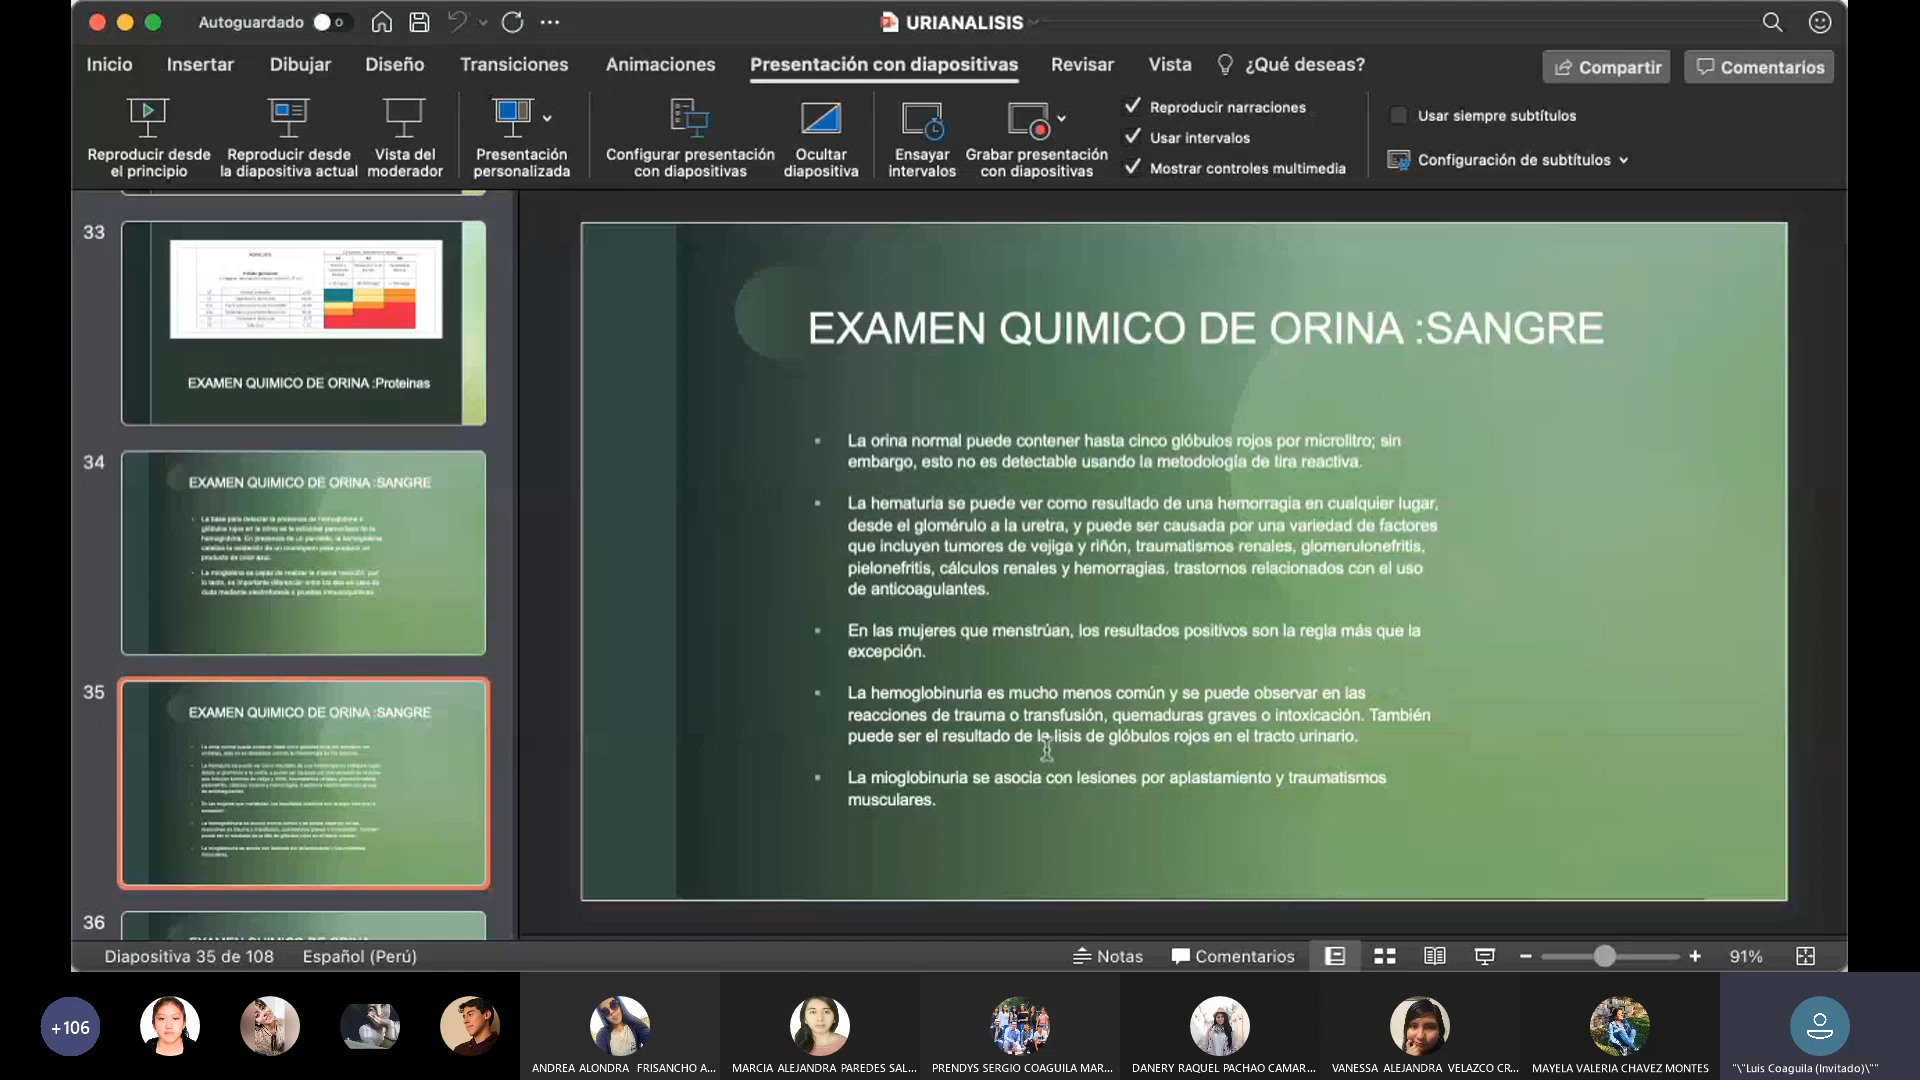 Autoguardado
URIANALISIS
Inicio Insertar Dibujar Diseño Transiciones Animaciones Presentación con diapositivas Revisar Vista ¿Qué deseas? Compartir Comentarios
Reproducir desde
el principio
Reproducir desde
la diapositiva actual
Vista del
moderador
Presentación
personalizada
Configurar presentación
con diapositivas
Ocultar
diapositiva
Ensayar
intervalos
Grabar presentación
con diapositivas
Reproducir narraciones
Usar intervalos
Mostrar controles multimedia
Usar siempre subtítulos
Configuración de subtítulos
33
EXAMEN QUIMICO DE ORINA :Proteinas
34
EXAMEN QUIMICO DE ORINA :SANGRE
35
EXAMEN QUIMICO DE ORINA :SANGRE
36
EXAMEN QUIMICO DE ORINA :SANGRE
La orina normal puede contener hasta cinco glóbulos rojos por microlitro; sin
embargo, esto no es detectable usando la metodología de tira reactiva.
La hematuria se puede ver como resultado de una hemorragia en cualquier lugar,
desde el glomérulo a la uretra, y puede ser causada por una variedad de factores
que incluyen tumores de vejiga y riñón, traumatismos renales, glomerulonefritis,
pielonefritis, cálculos renales y hemorragias. trastornos relacionados con el uso
de anticoagulantes.
En las mujeres que menstrúan, los resultados positivos son la regla más que la
excepción.
La hemoglobinuria es mucho menos común y se puede observar en las
reacciones de trauma o transfusión, quemaduras graves o intoxicación. También
puede ser el resultado de la lisis de glóbulos rojos en el tracto urinario.
La mioglobinuria se asocia con lesiones por aplastamiento y traumatismos
musculares.
Diapositiva 35 de 108 Español (Perú) Notas Comentarios 91%
+106
ANDREA ALONDRA FRISANCHO A...
MARCIA ALEJANDRA PAREDES SAL...
PRENDYS SERGIO COAGUILA MAR...
DANERY RAQUEL PACHAO CAMAR...
VANESSA ALEJANDRA VELAZCO CR...
MAYELA VALERIA CHAVEZ MONTES
"\"Luis Coaguila (Invitado)\""